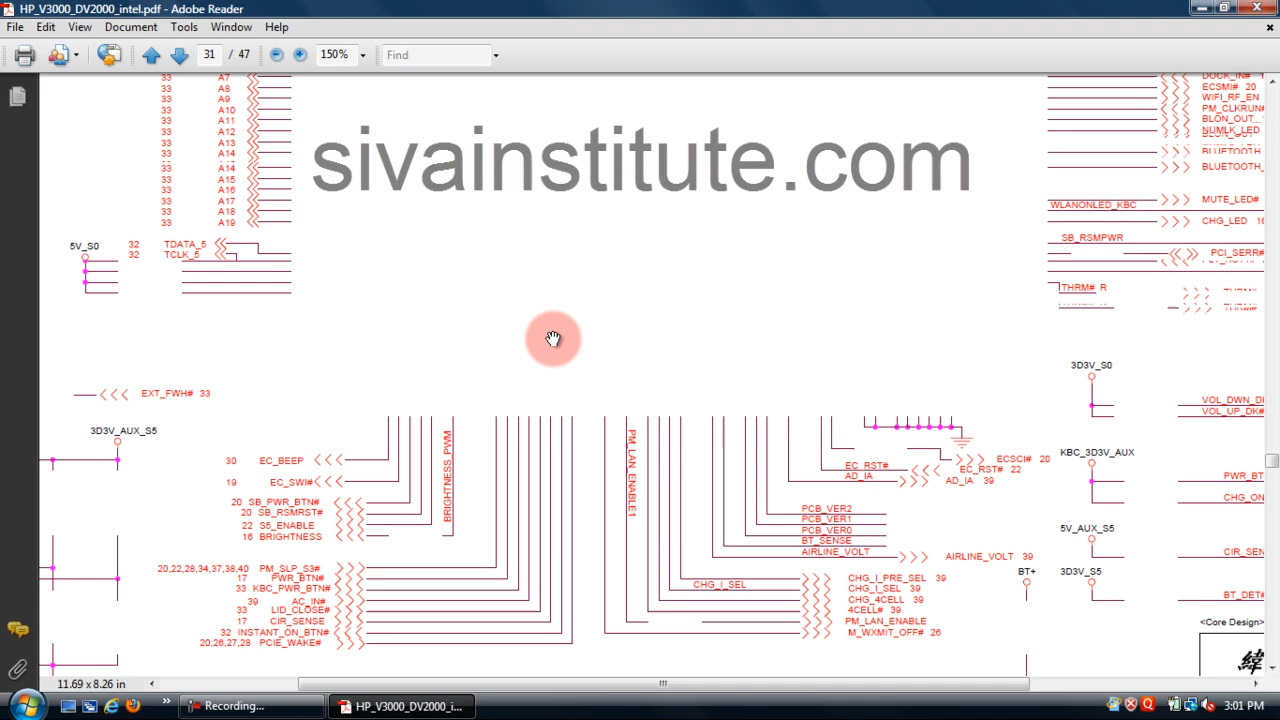 HP_V3000_DV2000_intel.pdf - Adobe Reader
File Edit View Document Tools Window Help
31 / 47 150% Find
33 A7
33 A8
33 A9
33 A10
33 A11
33 A12
33 A13
33 A14
33 A14
33 A15
33 A16
33 A17
33 A18
33 A19
sivainstitute.com
DOCK_IN#
ECSMI# 20
WIFI_RF_EN
PM_CLKRUN#
BLON_OUT
NUMLK_LED
BLUETOOTH_
BLUETOOTH_
MUTE_LED#
WLANONLED_KBC
CHG_LED 16
SB_RSMPWR
PCI_SERR#
THRM# R
5V_S0
32 TDATA_5
32 TCLK_5
EXT_FWH# 33
3D3V_AUX_S5
30 EC_BEEP
19 EC_SWI#
20 SB_PWR_BTN#
20 SB_RSMRST#
22 S5_ENABLE
16 BRIGHTNESS
BRIGHTNESS_PWM
20,22,28,34,37,38,40 PM_SLP_S3#
17 PWR_BTN#
33 KBC_PWR_BTN#
39 AC_IN#
33 LID_CLOSE#
17 CIR_SENSE
32 INSTANT_ON_BTN#
20,26,27,28 PCIE_WAKE#
PM_LAN_ENABLE1
EC_RST#
AD_IA
ECSCI# 20
EC_RST# 22
AD_IA 39
PCB_VER2
PCB_VER1
PCB_VER0
BT_SENSE
AIRLINE_VOLT
AIRLINE_VOLT 39
CHG_I_SEL
CHG_I_PRE_SEL 39
CHG_I_SEL 39
CHG_4CELL 39
4CELL# 39
PM_LAN_ENABLE
M_WXMIT_OFF# 26
3D3V_S0
VOL_DWN_DK
VOL_UP_DK#
KBC_3D3V_AUX
PWR_BT
CHG_ON
5V_AUX_S5
CIR_SEN
BT+ 3D3V_S5
BT_DET#
<Core Design>
緯
11.69 x 8.26 in
Recording...
HP_V3000_DV2000_i...
3:01 PM